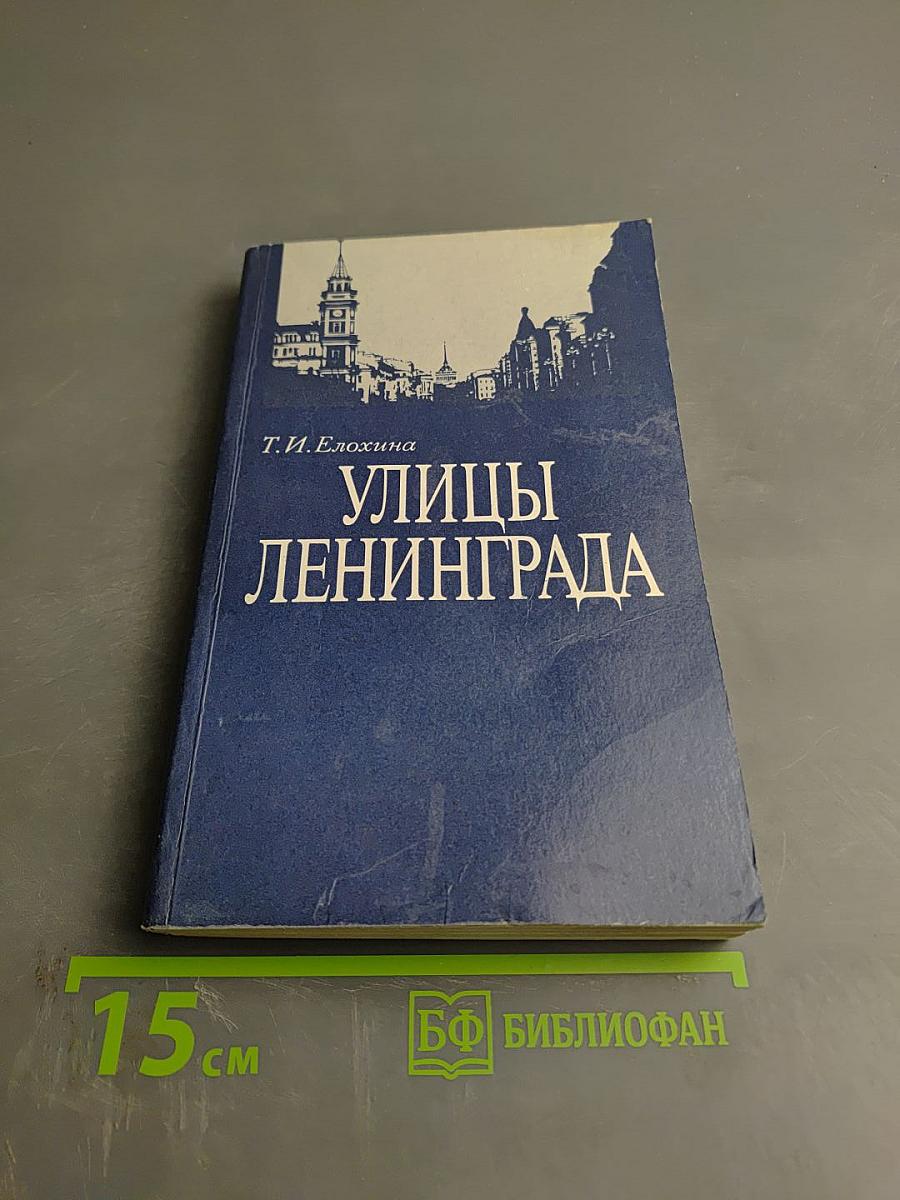 Т.И.Елохина
УЛИЦЫ
ЛЕНИНГРАДА
15 см
БФ БИБЛИОФАН